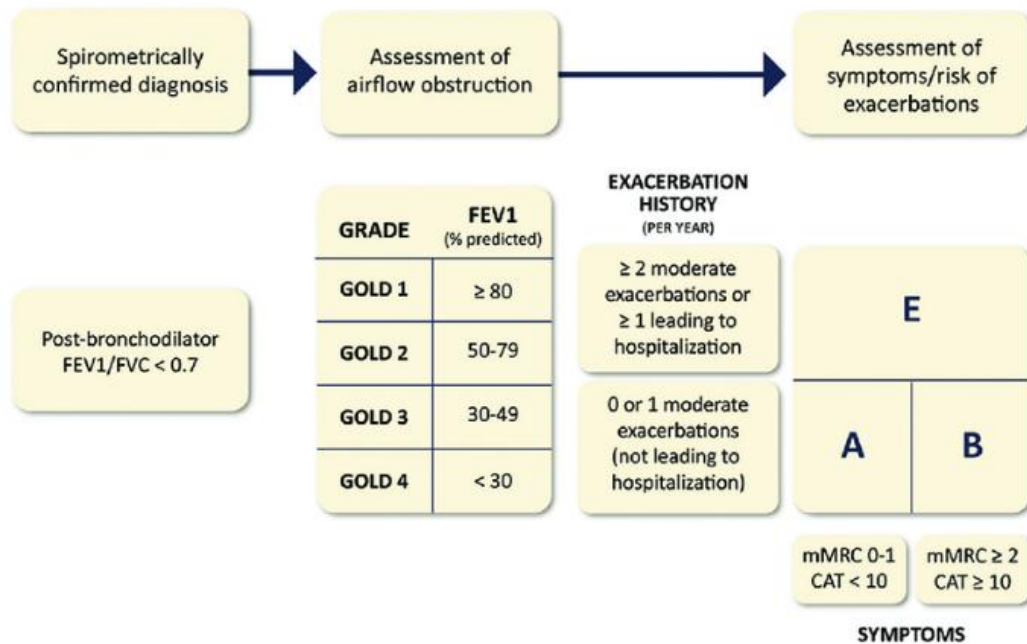 Spirometrically
confirmed diagnosis
Assessment of
airflow obstruction
Assessment of
symptoms/risk of
exacerbations
Post-bronchodilator
FEV1/FVC < 0.7
GRADE
FEV1
(% predicted)
GOLD 1
≥ 80
GOLD 2
50-79
GOLD 3
30-49
GOLD 4
< 30
EXACERBATION
HISTORY
(PER YEAR)
≥ 2 moderate
exacerbations or
≥ 1 leading to
hospitalization
0 or 1 moderate
exacerbations
(not leading to
hospitalization)
E
A
B
mMRC 0-1
CAT < 10
mMRC ≥ 2
CAT ≥ 10
SYMPTOMS